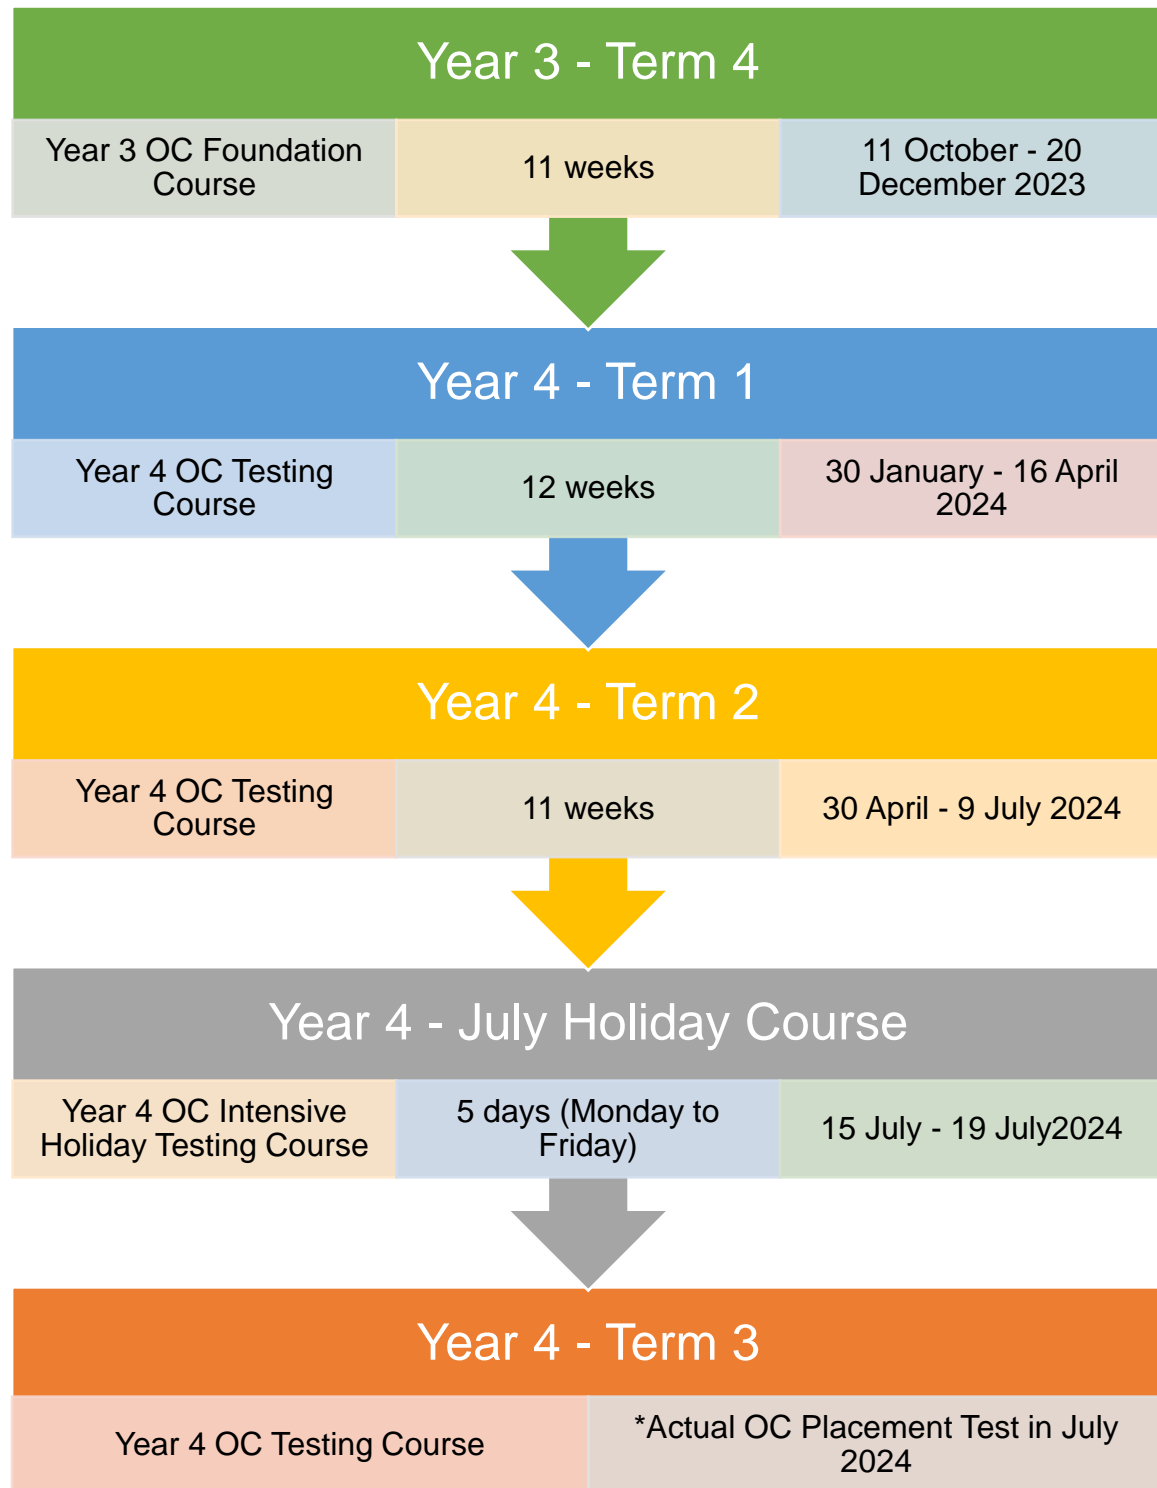 Year 3 - Term 4
Year 3 OC Foundation
Course
11 weeks
11 October - 20
December 2023
Year 4 - Term 1
Year 4 OC Testing
Course
12 weeks
30 January - 16 April
2024
Year 4 - Term 2
Year 4 OC Testing
Course
11 weeks
30 April - 9 July 2024
Year 4 - July Holiday Course
Year 4 OC Intensive
Holiday Testing Course
5 days (Monday to
Friday)
15 July - 19 July2024
Year 4 - Term 3
Year 4 OC Testing Course
*Actual OC Placement Test in July
2024